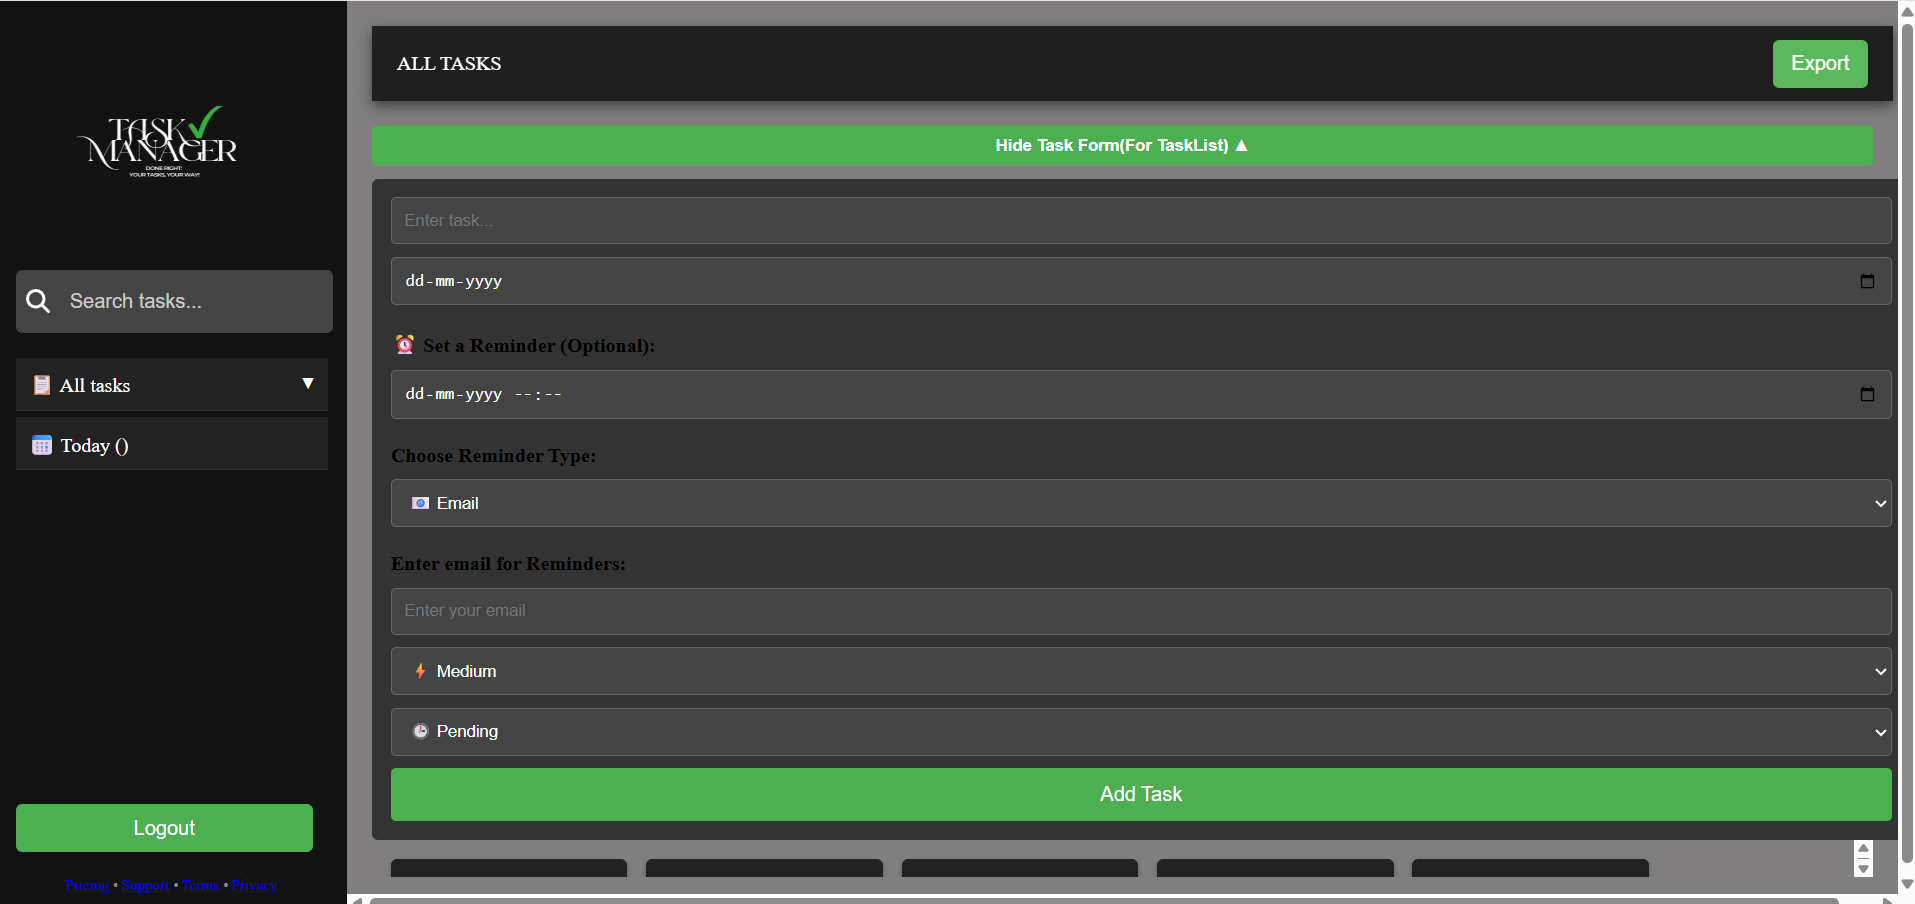 TASK
MANAGER
DONE RIGHT:
YOUR TASKS, YOUR WAY!
Search tasks...
All tasks ▼
Today ()
Logout
Pricing • Support • Terms • Privacy
ALL TASKS
Export
Hide Task Form(For TaskList) ▲
Enter task...
dd-mm-yyyy
Set a Reminder (Optional):
dd-mm-yyyy --:--
Choose Reminder Type:
Email
Enter email for Reminders:
Enter your email
Medium
Pending
Add Task